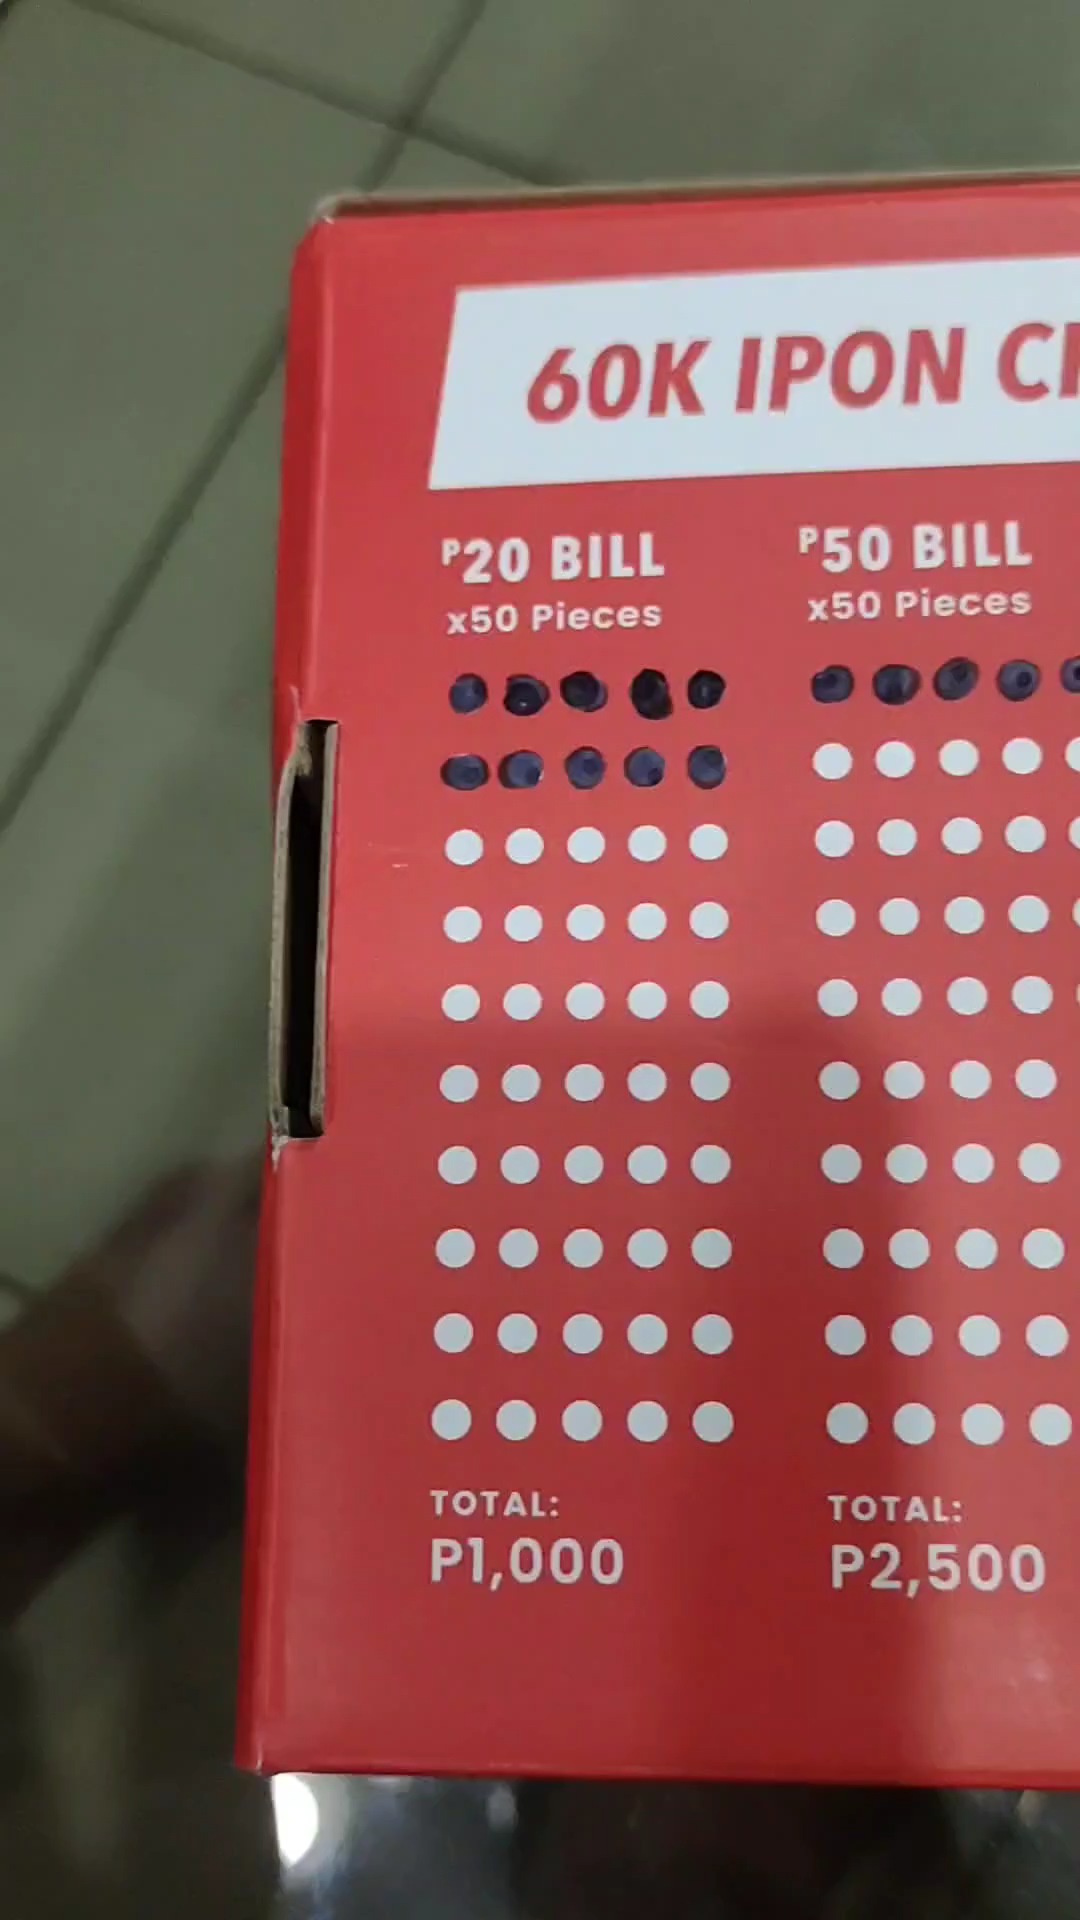 60K IPON
₱20 BILL
x50 Pieces
₱50 BILL
x50 Pieces
TOTAL:
P1,000
TOTAL:
P2,500